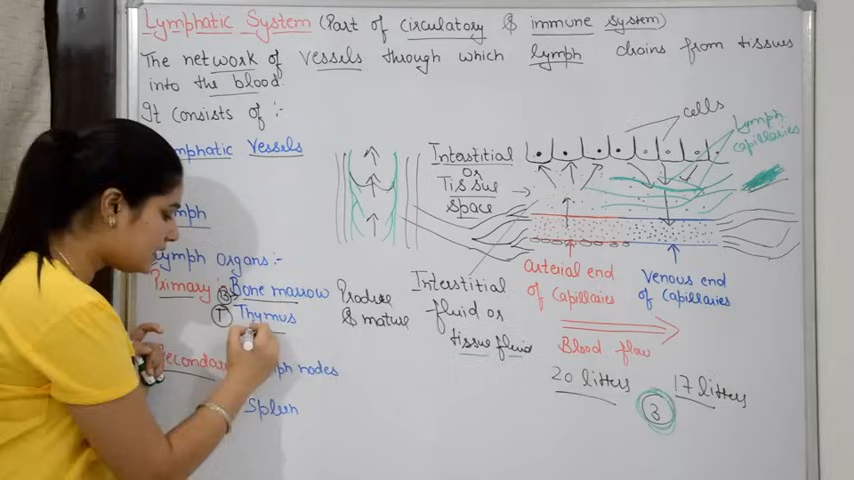 Lymphatic System (Part of circulatory & immune system)
The network of vessels through which lymph drains from tissues
into the blood.
It consists of :-
mphatic Vessels
mph
Lymph organs :-
Primary : B Bone marrow
T Thymus
Produce
& mature
econda
ph nodes
Spleen
Interstitial
or
Tissue
space
cells
Lymph
capillaries
Interstitial
fluid or
tissue fluid
Arterial end
of Capillaries
Venous end
of Capillaries
Blood flow
20 litters
17 litters
3